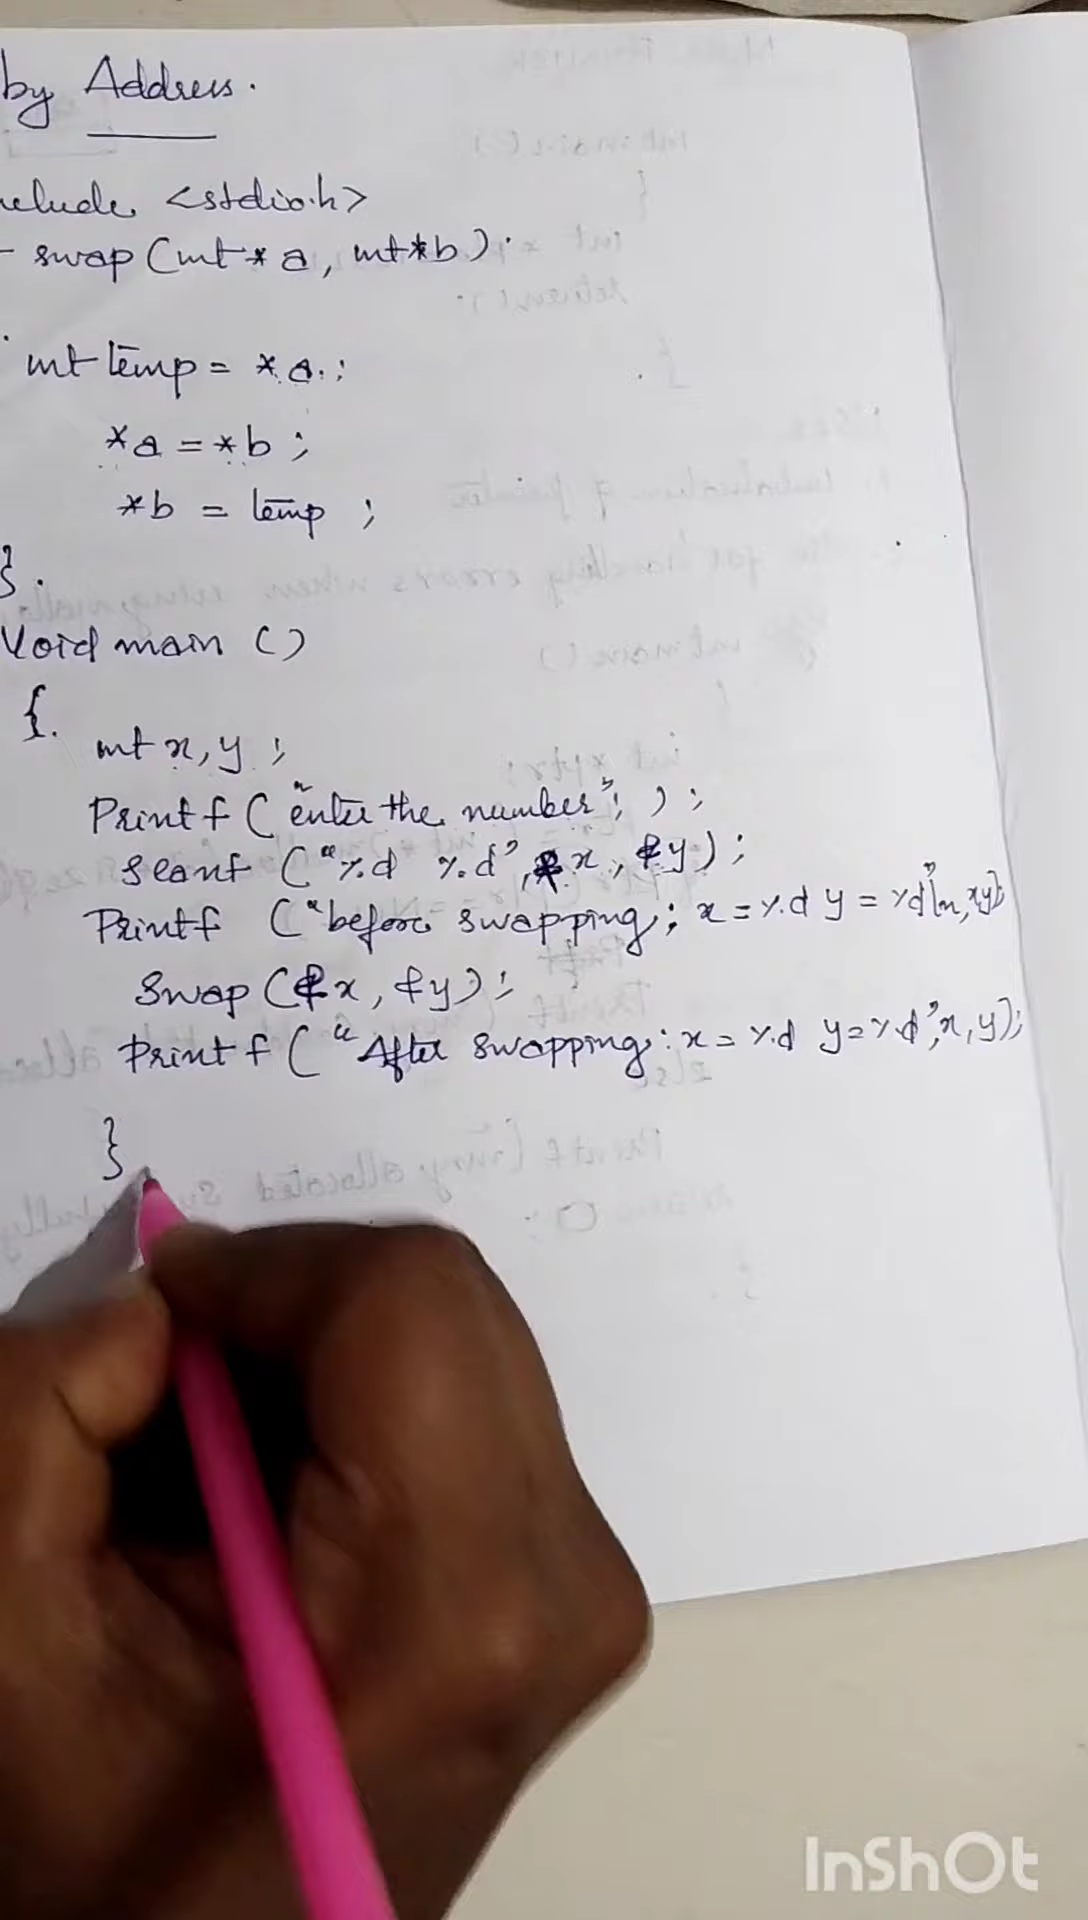 by Address.
nclude <stdio.h>
swap (int * a, int *b);
int temp = *a;
*a = *b ;
*b = temp ;
}
Void main ()
{
int x, y ;
Printf ( "enter the number" ) ;
Scanf ( "%d %d", &x, &y) ;
Printf ( "before swapping; x = %d y = %d \n", x, y);
Swap (&x, &y) ;
Printf ( "After swapping: x = %d y = %d", x, y);
}
InShOt